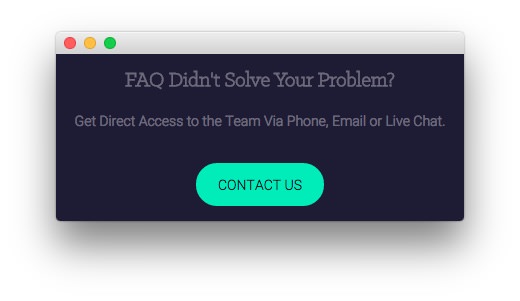 FAQ Didn't Solve Your Problem?
Get Direct Access to the Team Via Phone, Email or Live Chat.
CONTACT US